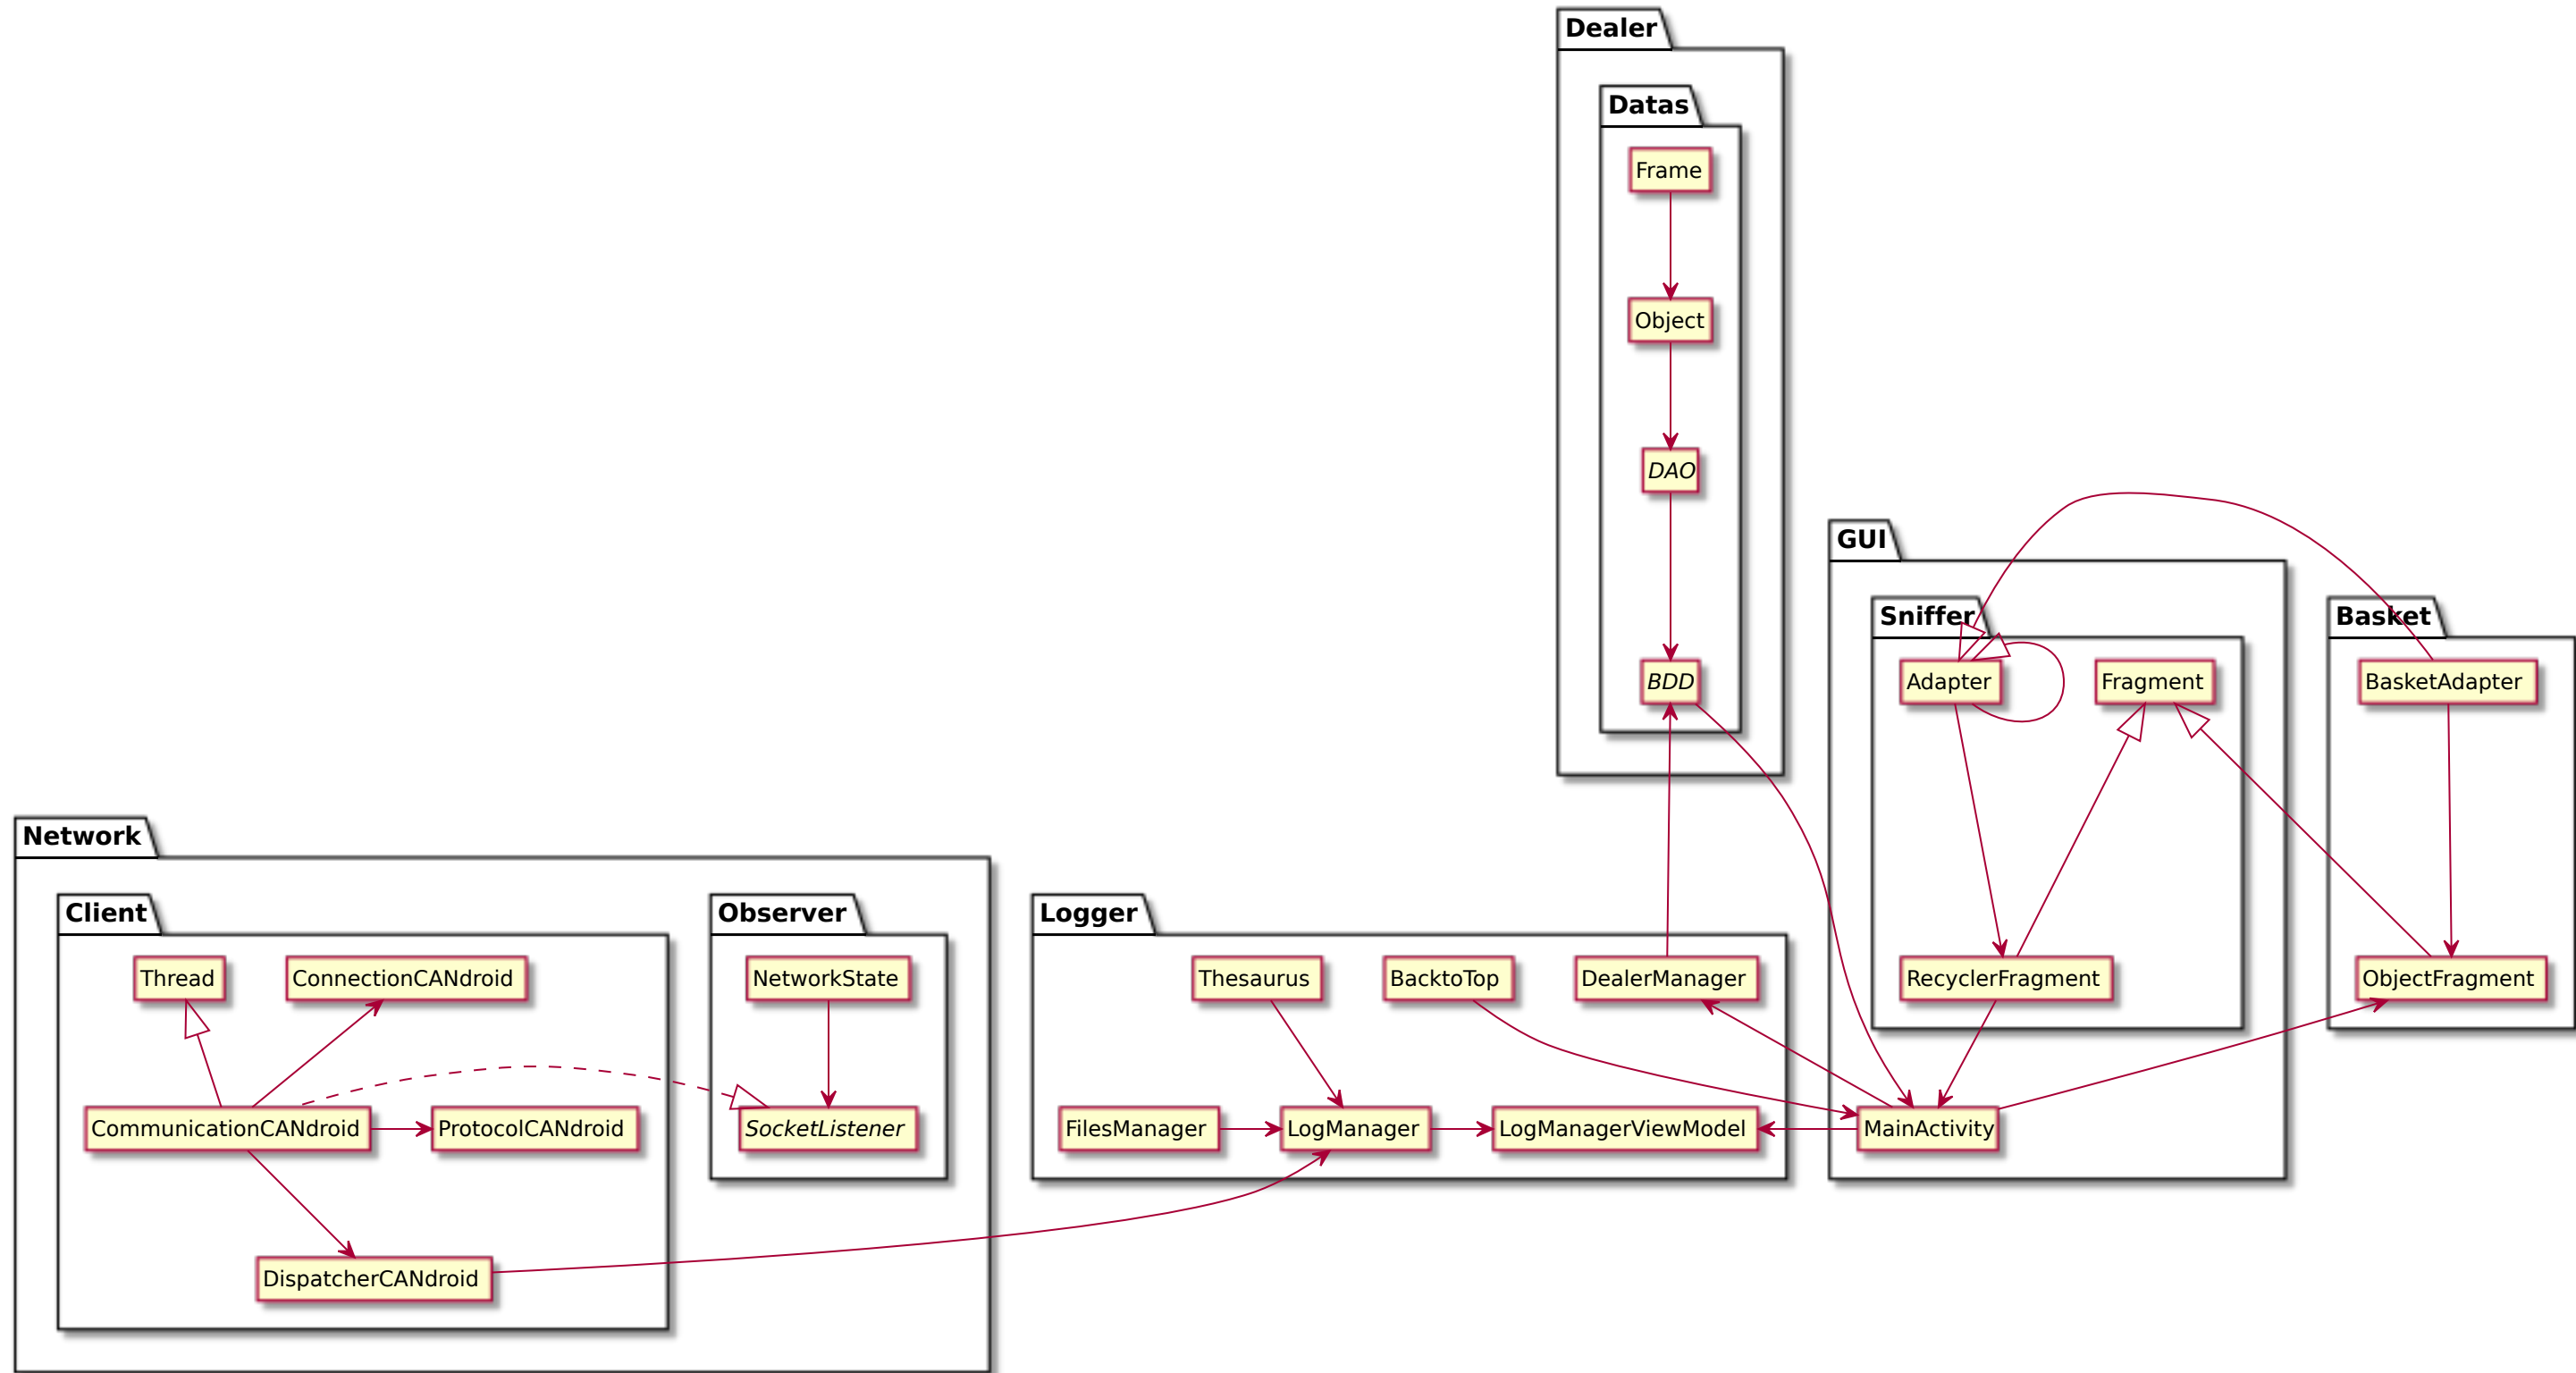 Dealer
Datas
Frame
Object
DAO
BDD
GUI
Sniffer
Adapter
Fragment
RecyclerFragment
MainActivity
Basket
BasketAdapter
ObjectFragment
Network
Client
Thread
ConnectionCANdroid
CommunicationCANdroid
ProtocolCANdroid
DispatcherCANdroid
Observer
NetworkState
SocketListener
Logger
Thesaurus
BacktoTop
DealerManager
FilesManager
LogManager
LogManagerViewModel